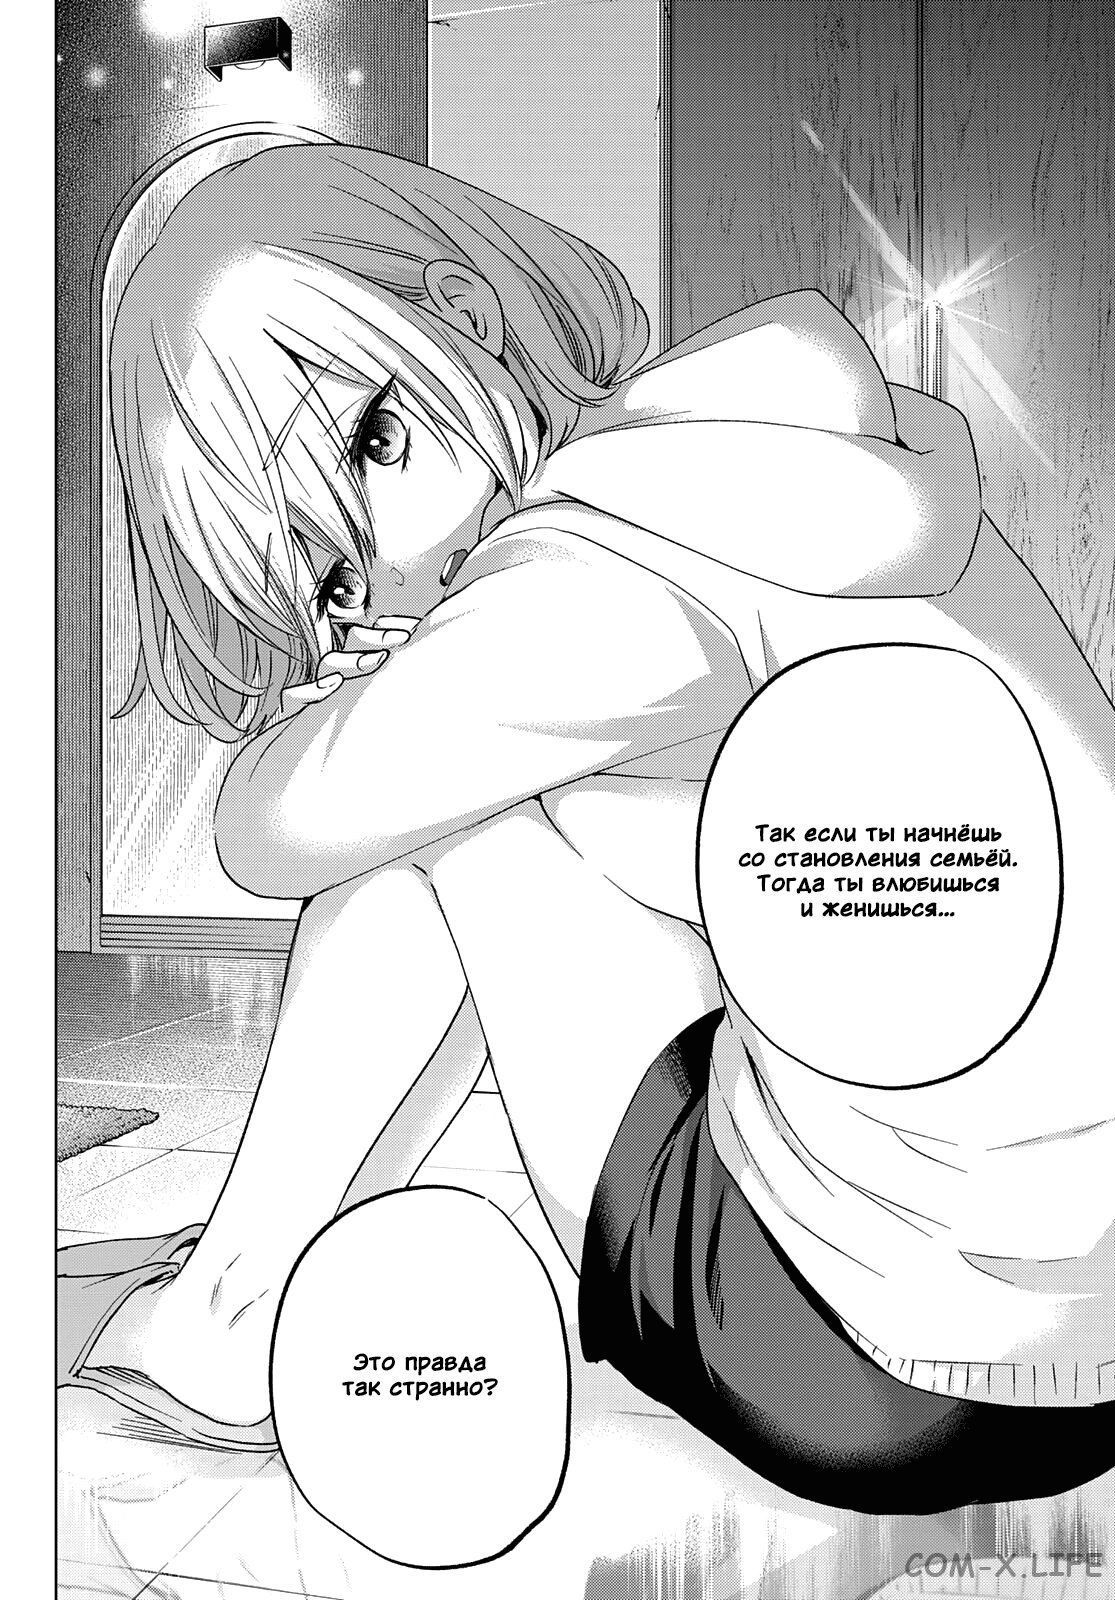 Так если ты начнёшь
со становления семьёй.
Тогда ты влюбишься
и женишься...
Это правда
так странно?
COM-X.LIFE